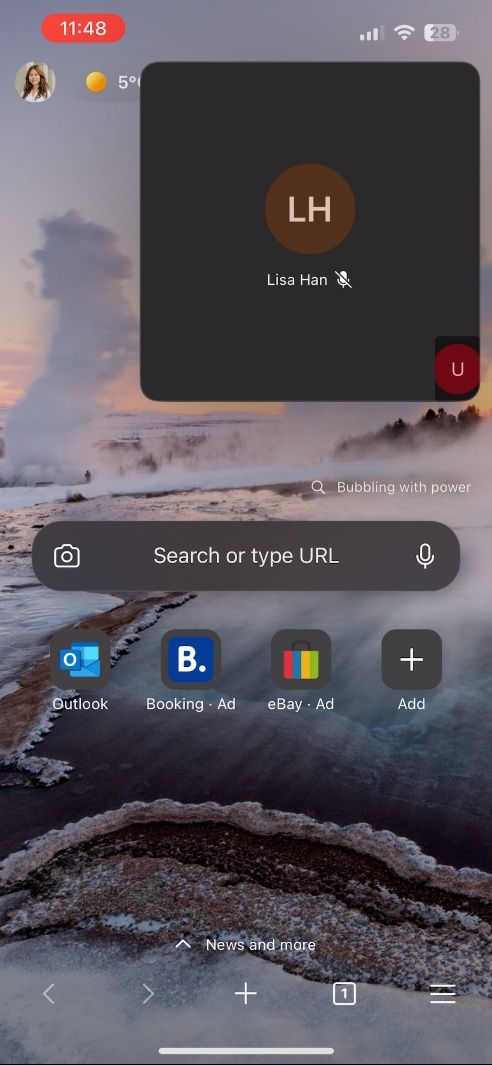 11:48
28
5°
LH
Lisa Han
U
Bubbling with power
Search or type URL
O
B.
Outlook
Booking · Ad
eBay · Ad
Add
News and more
1